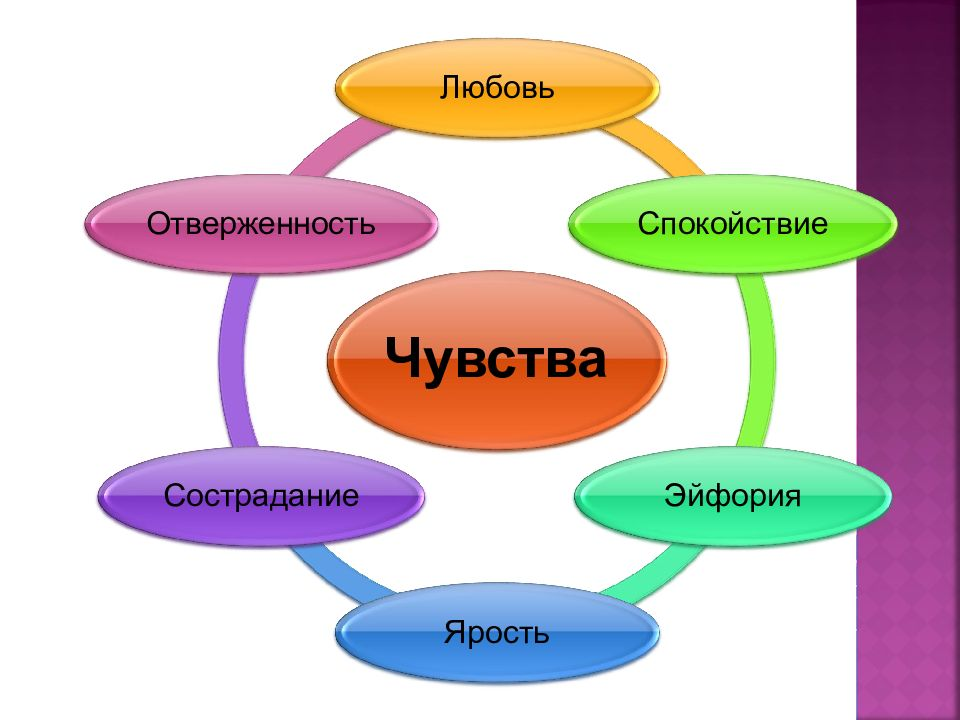 Любовь
Отверженность
Спокойствие
Чувства
Сострадание
Эйфория
Ярость